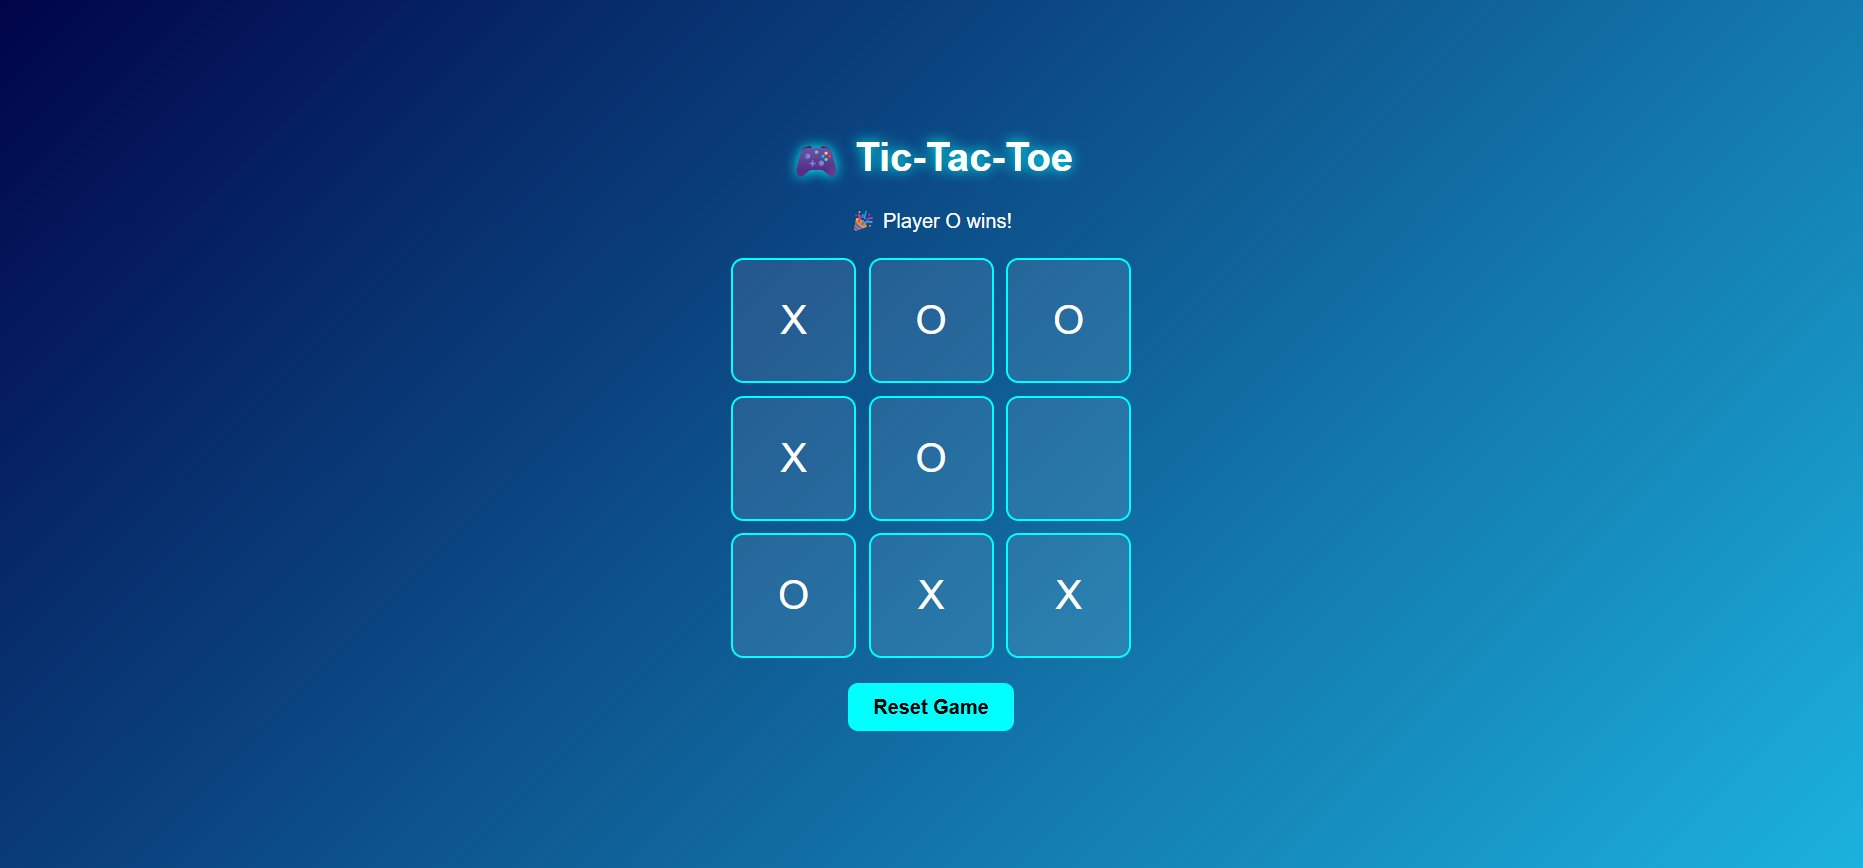 🎮 Tic-Tac-Toe
🎉 Player O wins!
X O O
X O
O X X
Reset Game